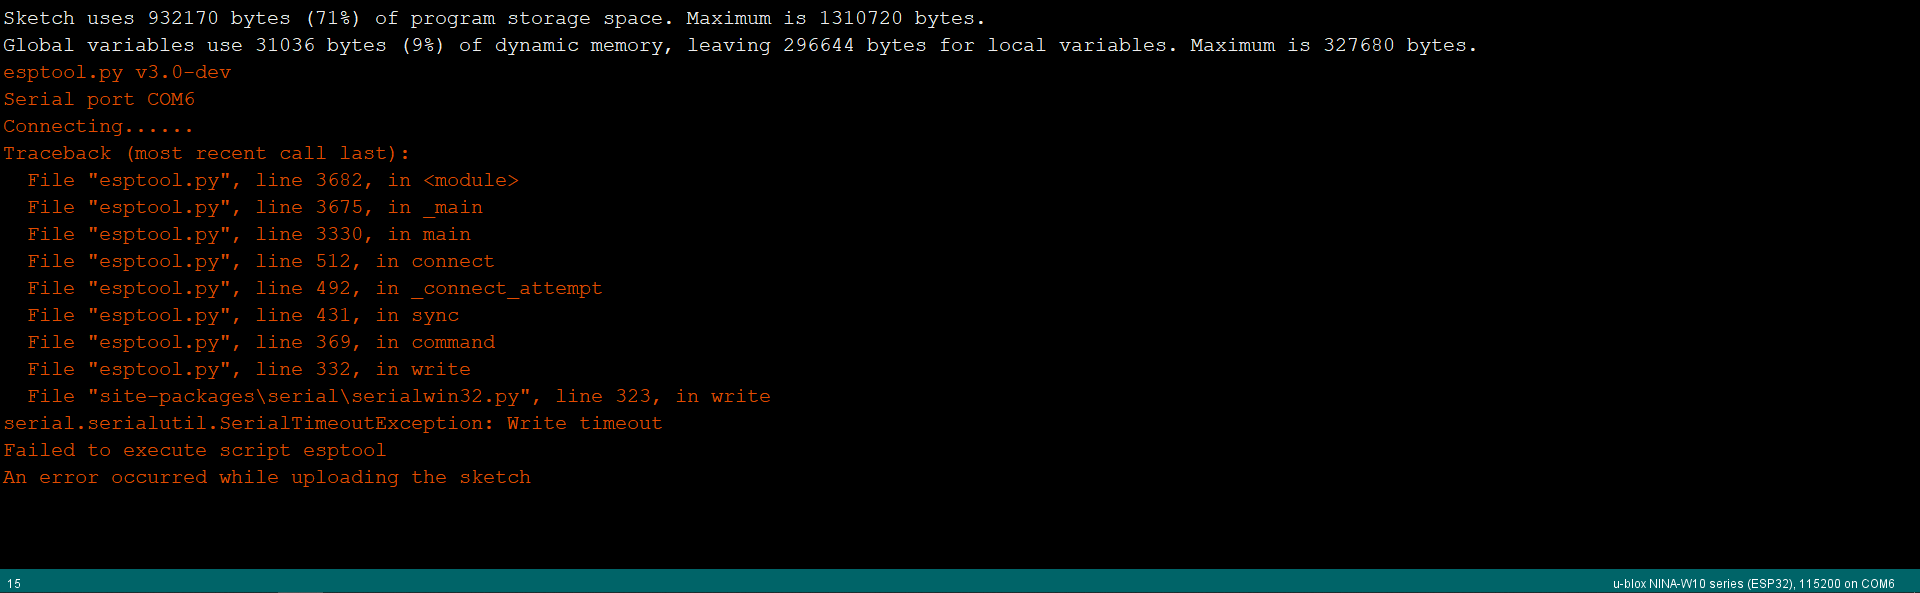 Sketch uses 932170 bytes (71%) of program storage space. Maximum is 1310720 bytes.
Global variables use 31036 bytes (9%) of dynamic memory, leaving 296644 bytes for local variables. Maximum is 327680 bytes.
esptool.py v3.0-dev
Serial port COM6
Connecting......
Traceback (most recent call last):
  File "esptool.py", line 3682, in <module>
  File "esptool.py", line 3675, in _main
  File "esptool.py", line 3330, in main
  File "esptool.py", line 512, in connect
  File "esptool.py", line 492, in _connect_attempt
  File "esptool.py", line 431, in sync
  File "esptool.py", line 369, in command
  File "esptool.py", line 332, in write
  File "site-packages\serial\serialwin32.py", line 323, in write
serial.serialutil.SerialTimeoutException: Write timeout
Failed to execute script esptool
An error occurred while uploading the sketch
15
u-blox NINA-W10 series (ESP32), 115200 on COM6